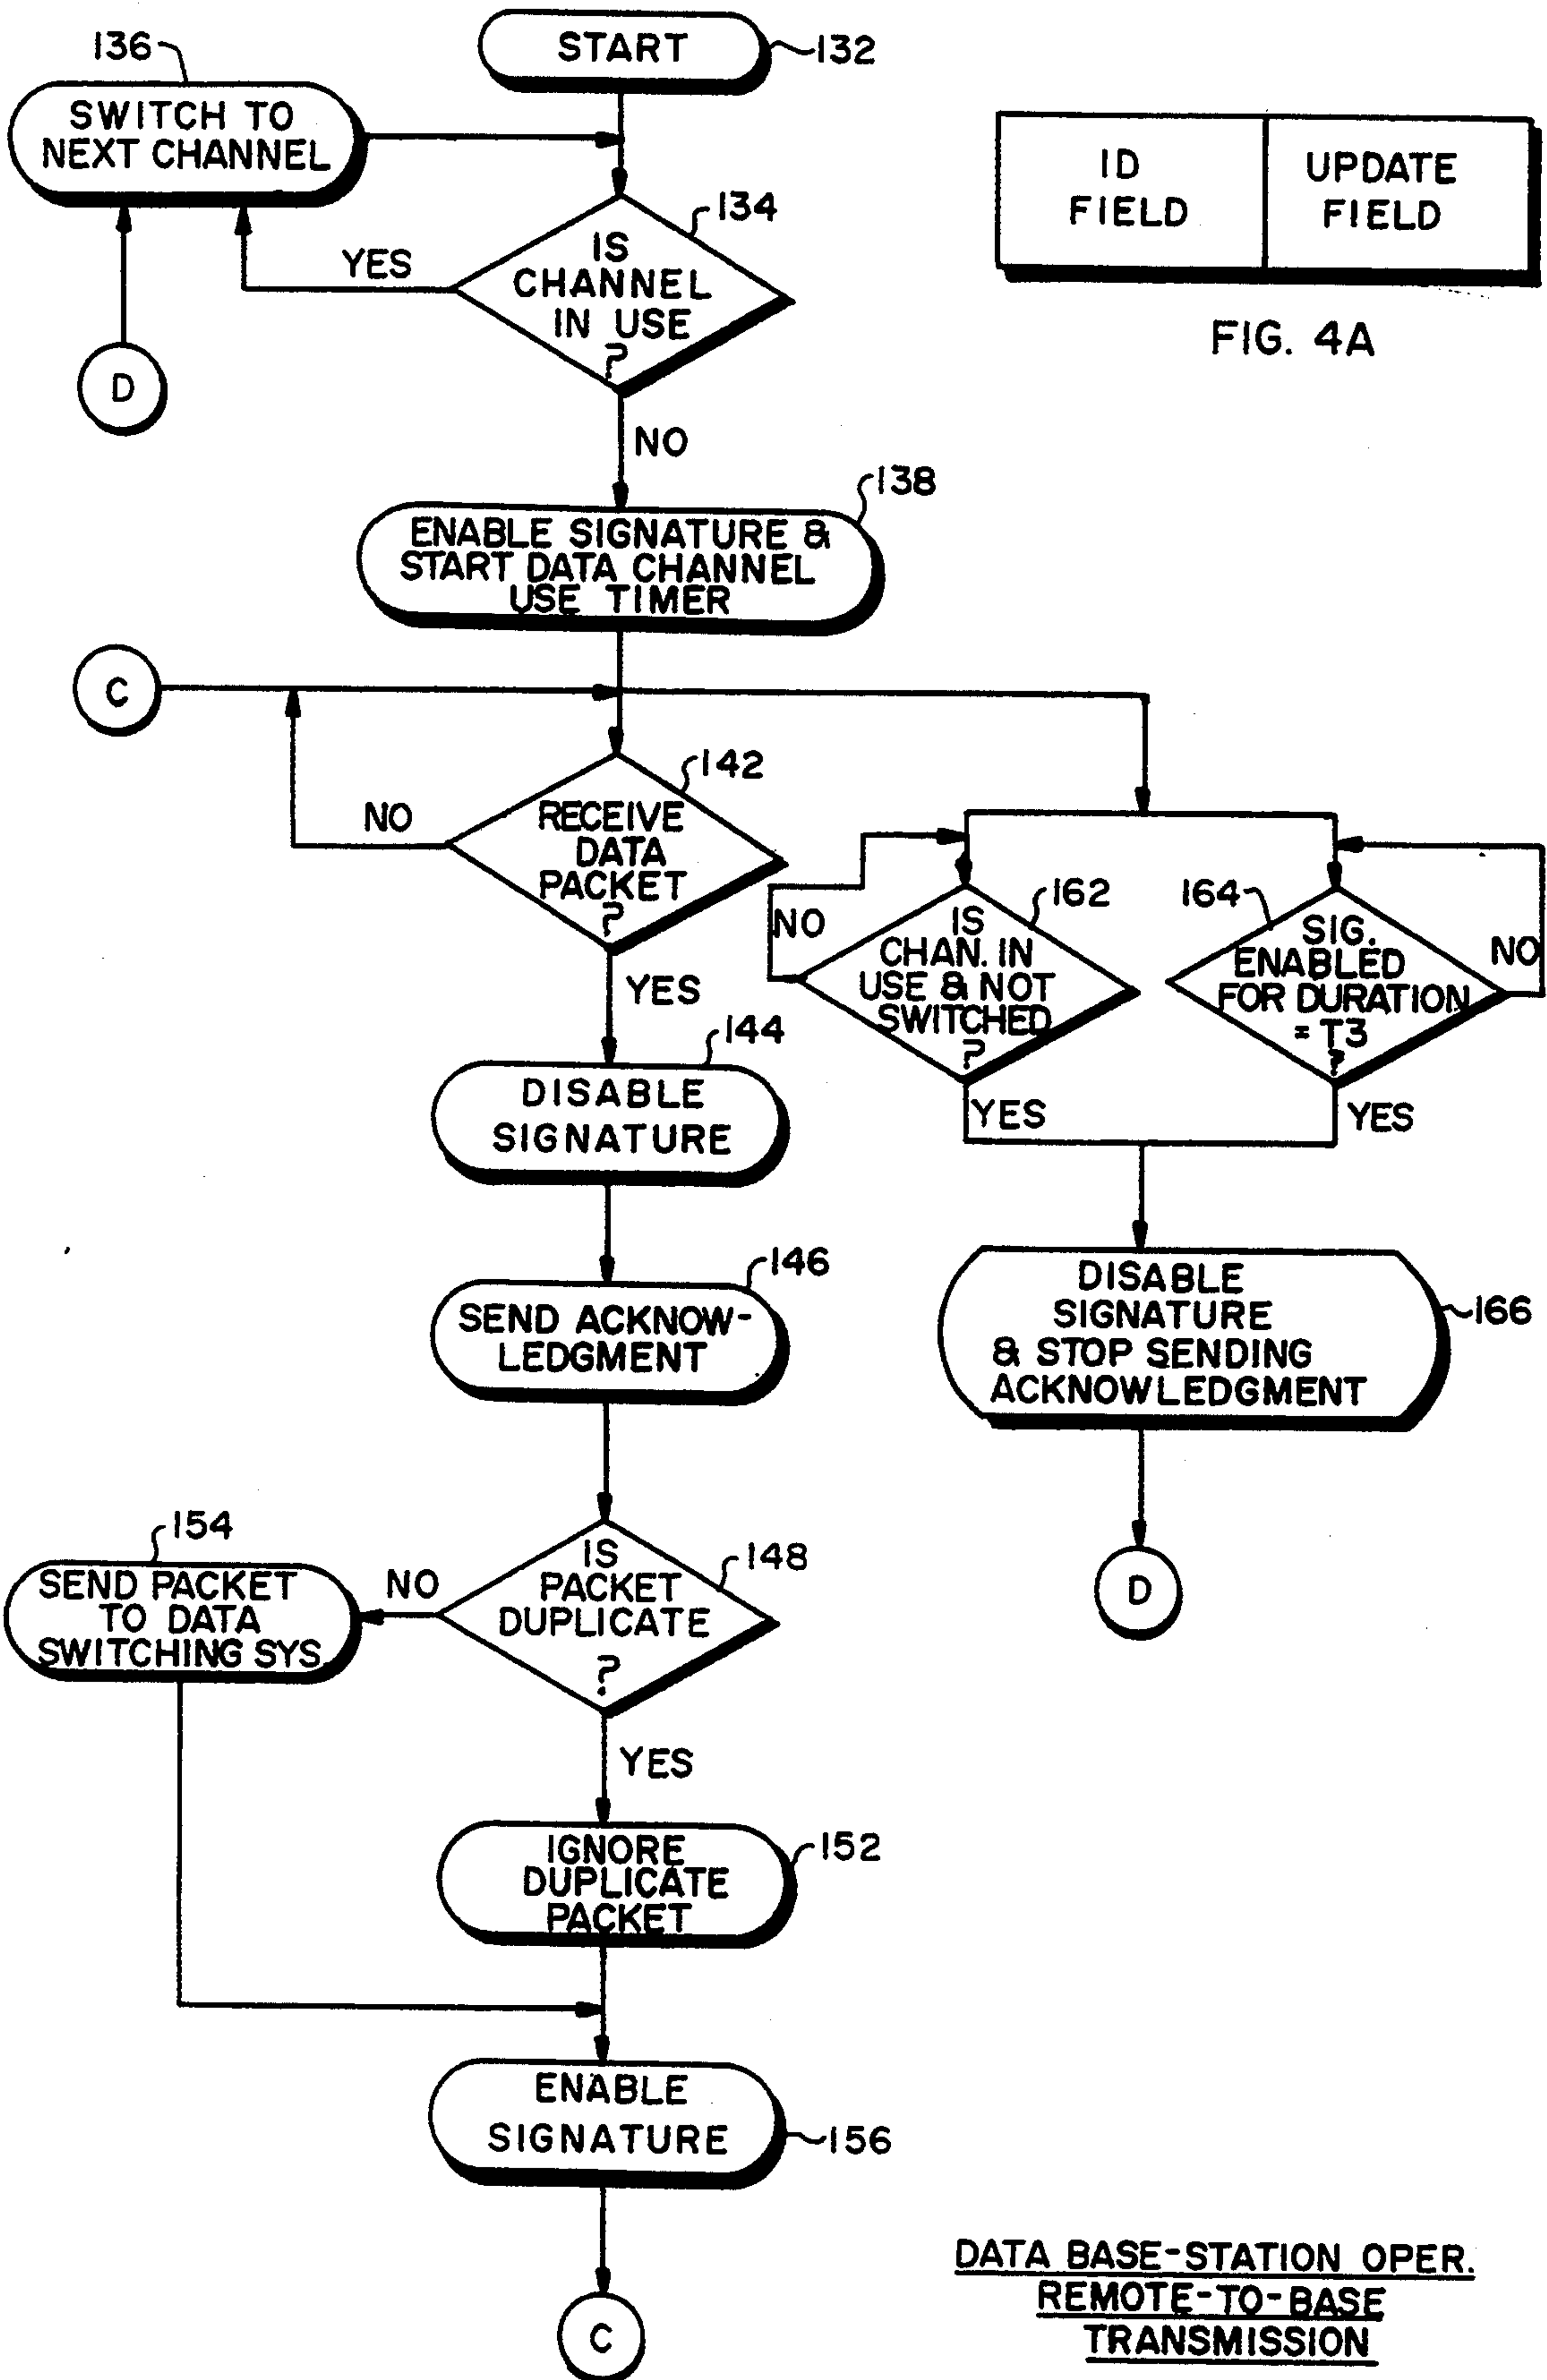 136
START
132
SWITCH TO
NEXT CHANNEL
ID
FIELD
UPDATE
FIELD
FIG. 4A
134
IS
CHANNEL
IN USE
?
YES
D
NO
138
ENABLE SIGNATURE &
START DATA CHANNEL
USE TIMER
C
142
RECEIVE
DATA
PACKET
?
NO
YES
162
IS
CHAN. IN
USE & NOT
SWITCHED
?
NO
YES
164
SIG.
ENABLED
FOR DURATION
= T3
?
NO
YES
144
DISABLE
SIGNATURE
146
SEND ACKNOW-
LEDGMENT
DISABLE
SIGNATURE
& STOP SENDING
ACKNOWLEDGMENT
166
D
154
SEND PACKET
TO DATA
SWITCHING SYS
NO
148
IS
PACKET
DUPLICATE
?
YES
152
IGNORE
DUPLICATE
PACKET
ENABLE
SIGNATURE
156
C
DATA BASE-STATION OPER.
REMOTE-TO-BASE
TRANSMISSION